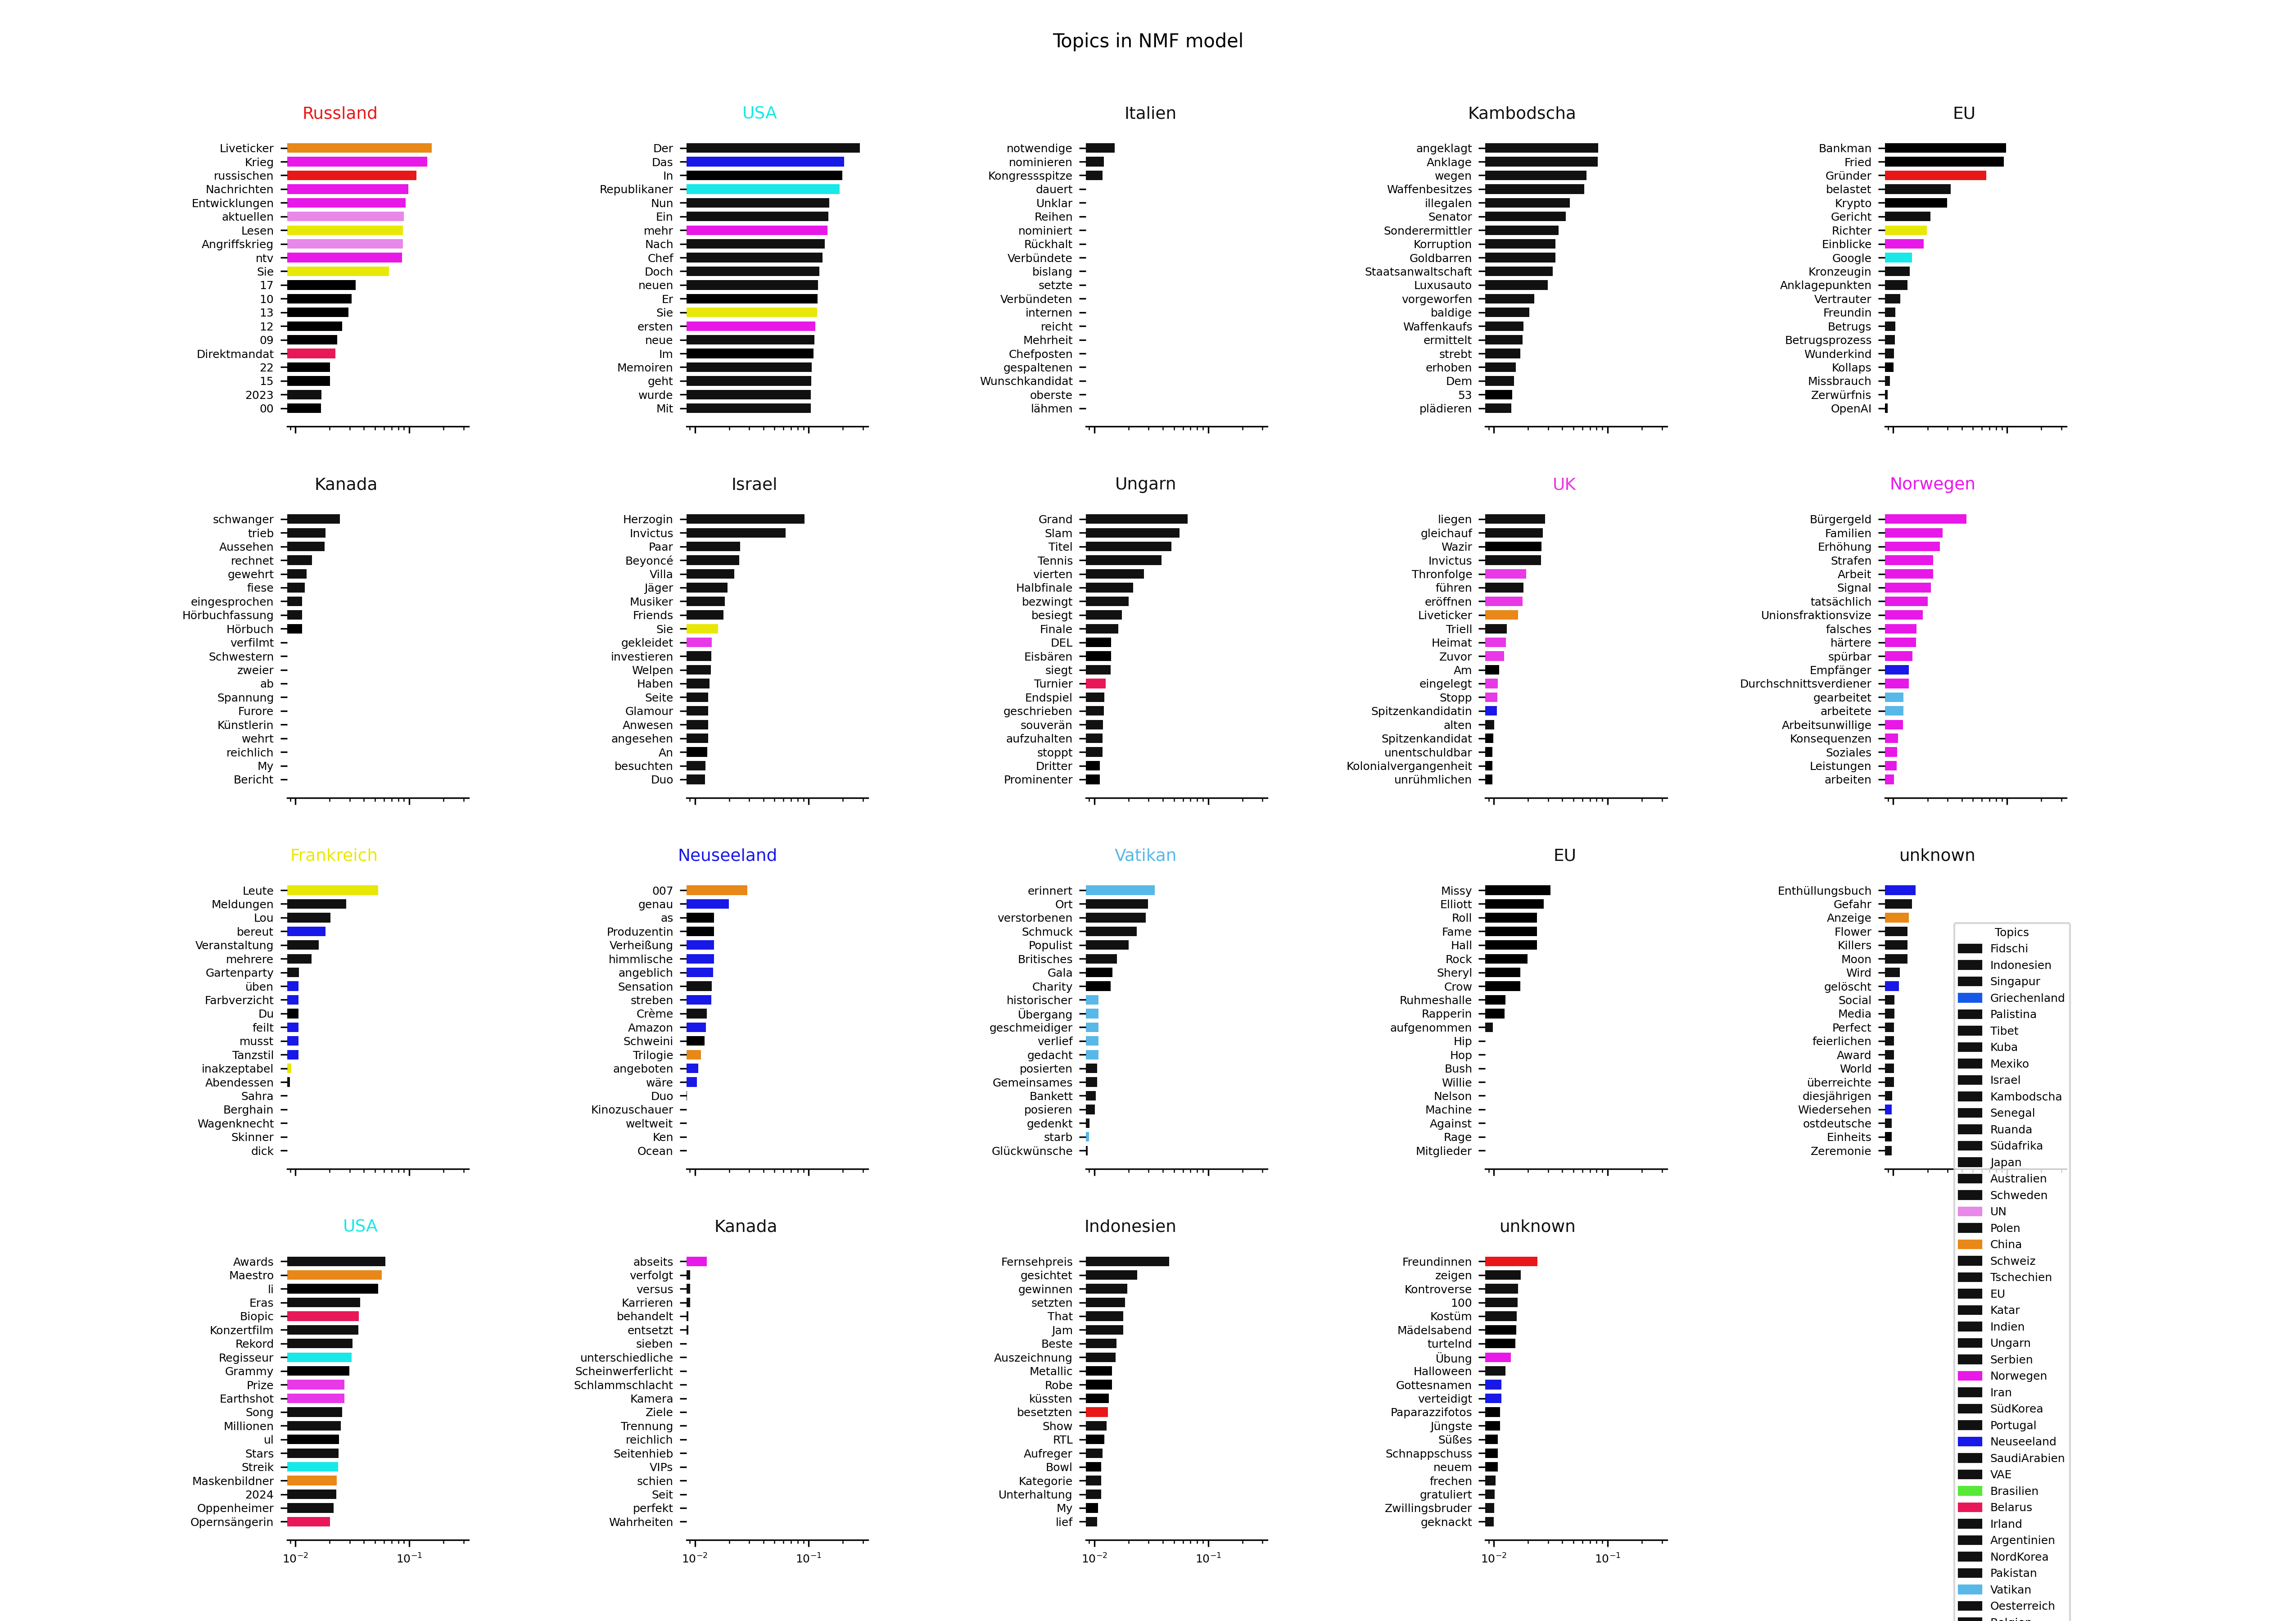 Topics in NMF model
Russland
Liveticker
Krieg
russischen
Nachrichten
Entwicklungen
aktuellen
Lesen
Angriffskrieg
ntv
Sie
17
10
13
12
09
Direktmandat
22
15
2023
00
USA
Der
Das
In
Republikaner
Nun
Ein
mehr
Nach
Chef
Doch
neuen
Er
Sie
ersten
neue
Im
Memoiren
geht
wurde
Mit
Italien
notwendige
nominieren
Kongressspitze
dauert
Unklar
Reihen
nominiert
Rückhalt
Verbündete
bislang
setzte
Verbündeten
internen
reicht
Mehrheit
Chefposten
gespaltenen
Wunschkandidat
oberste
lähmen
Kambodscha
angeklagt
Anklage
wegen
Waffenbesitzes
illegalen
Senator
Sonderermittler
Korruption
Goldbarren
Staatsanwaltschaft
Luxusauto
vorgeworfen
baldige
Waffenkaufs
ermittelt
strebt
erhoben
Dem
53
plädieren
EU
Bankman
Fried
Gründer
belastet
Krypto
Gericht
Richter
Einblicke
Google
Kronzeugin
Anklagepunkten
Vertrauter
Freundin
Betrugs
Betrugsprozess
Wunderkind
Kollaps
Missbrauch
Zerwürfnis
OpenAI
Kanada
schwanger
trieb
Aussehen
rechnet
gewehrt
fiese
eingesprochen
Hörbuchfassung
Hörbuch
verfilmt
Schwestern
zweier
ab
Spannung
Furore
Künstlerin
wehrt
reichlich
My
Bericht
Israel
Herzogin
Invictus
Paar
Beyoncé
Villa
Jäger
Musiker
Friends
Sie
gekleidet
investieren
Welpen
Haben
Seite
Glamour
Anwesen
angesehen
An
besuchten
Duo
Ungarn
Grand
Slam
Titel
Tennis
vierten
Halbfinale
bezwingt
besiegt
Finale
DEL
Eisbären
siegt
Turnier
Endspiel
geschrieben
souverän
aufzuhalten
stoppt
Dritter
Prominenter
UK
liegen
gleichauf
Wazir
Invictus
Thronfolge
führen
eröffnen
Liveticker
Triell
Heimat
Zuvor
Am
eingelegt
Stopp
Spitzenkandidatin
alten
Spitzenkandidat
unentschuldbar
Kolonialvergangenheit
unrühmlichen
Norwegen
Bürgergeld
Familien
Erhöhung
Strafen
Arbeit
Signal
tatsächlich
Unionsfraktionsvize
falsches
härtere
spürbar
Empfänger
Durchschnittsverdiener
gearbeitet
arbeitete
Arbeitsunwillige
Konsequenzen
Soziales
Leistungen
arbeiten
Frankreich
Leute
Meldungen
Lou
bereut
Veranstaltung
mehrere
Gartenparty
üben
Farbverzicht
Du
feilt
musst
Tanzstil
inakzeptabel
Abendessen
Sahra
Berghain
Wagenknecht
Skinner
dick
Neuseeland
007
genau
as
Produzentin
Verheißung
himmlische
angeblich
Sensation
streben
Crème
Amazon
Schweini
Trilogie
angeboten
wäre
Duo
Kinozuschauer
weltweit
Ken
Ocean
Vatikan
erinnert
Ort
verstorbenen
Schmuck
Populist
Britisches
Gala
Charity
historischer
Übergang
geschmeidiger
verlief
gedacht
posierten
Gemeinsames
Bankett
posieren
gedenkt
starb
Glückwünsche
EU
Missy
Elliott
Roll
Fame
Hall
Rock
Sheryl
Crow
Ruhmeshalle
Rapperin
aufgenommen
Hip
Hop
Bush
Willie
Nelson
Machine
Against
Rage
Mitglieder
unknown
Enthüllungsbuch
Gefahr
Anzeige
Flower
Killers
Moon
Wird
gelöscht
Social
Media
Perfect
feierlichen
Award
World
überreichte
diesjährigen
Wiedersehen
ostdeutsche
Einheits
Zeremonie
USA
Awards
Maestro
li
Eras
Biopic
Konzertfilm
Rekord
Regisseur
Grammy
Prize
Earthshot
Song
Millionen
ul
Stars
Streik
Maskenbildner
2024
Oppenheimer
Opernsängerin
10⁻² 10⁻¹
Kanada
abseits
verfolgt
versus
Karrieren
behandelt
entsetzt
sieben
unterschiedliche
Scheinwerferlicht
Schlammschlacht
Kamera
Ziele
Trennung
reichlich
Seitenhieb
VIPs
schien
Seit
perfekt
Wahrheiten
10⁻² 10⁻¹
Indonesien
Fernsehpreis
gesichtet
gewinnen
setzten
That
Jam
Beste
Auszeichnung
Metallic
Robe
küssten
besetzten
Show
RTL
Aufreger
Bowl
Kategorie
Unterhaltung
My
lief
10⁻² 10⁻¹
unknown
Freundinnen
zeigen
Kontroverse
100
Kostüm
Mädelsabend
turtelnd
Übung
Halloween
Gottesnamen
verteidigt
Paparazzifotos
Jüngste
Süßes
Schnappschuss
neuem
frechen
gratuliert
Zwillingsbruder
geknackt
10⁻² 10⁻¹
Topics
Fidschi
Indonesien
Singapur
Griechenland
Palistina
Tibet
Kuba
Mexiko
Israel
Kambodscha
Senegal
Ruanda
Südafrika
Japan
Australien
Schweden
UN
Polen
China
Schweiz
Tschechien
EU
Katar
Indien
Ungarn
Serbien
Norwegen
Iran
SüdKorea
Portugal
Neuseeland
SaudiArabien
VAE
Brasilien
Belarus
Irland
Argentinien
NordKorea
Pakistan
Vatikan
Oesterreich